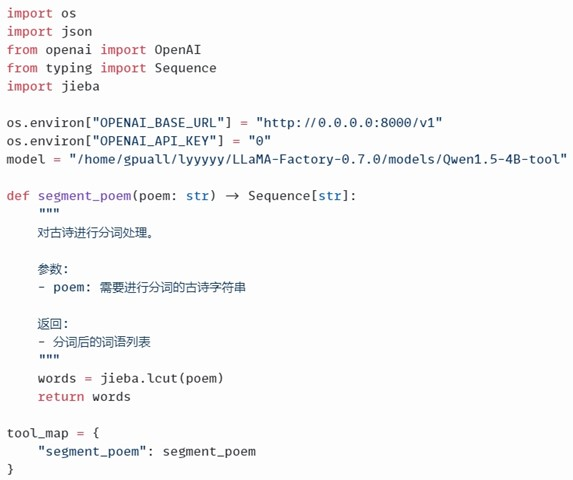 import os
import json
from openai import OpenAI
from typing import Sequence
import jieba

os.environ["OPENAI_BASE_URL"] = "http://0.0.0.0:8000/v1"
os.environ["OPENAI_API_KEY"] = "0"
model = "/home/gpuall/lyyyyy/LLaMA-Factory-0.7.0/models/Qwen1.5-4B-tool"

def segment_poem(poem: str) -> Sequence[str]:
    """
    对古诗进行分词处理。

    参数:
    - poem: 需要进行分词的古诗字符串

    返回:
    - 分词后的词语列表
    """
    words = jieba.lcut(poem)
    return words

tool_map = {
    "segment_poem": segment_poem
}